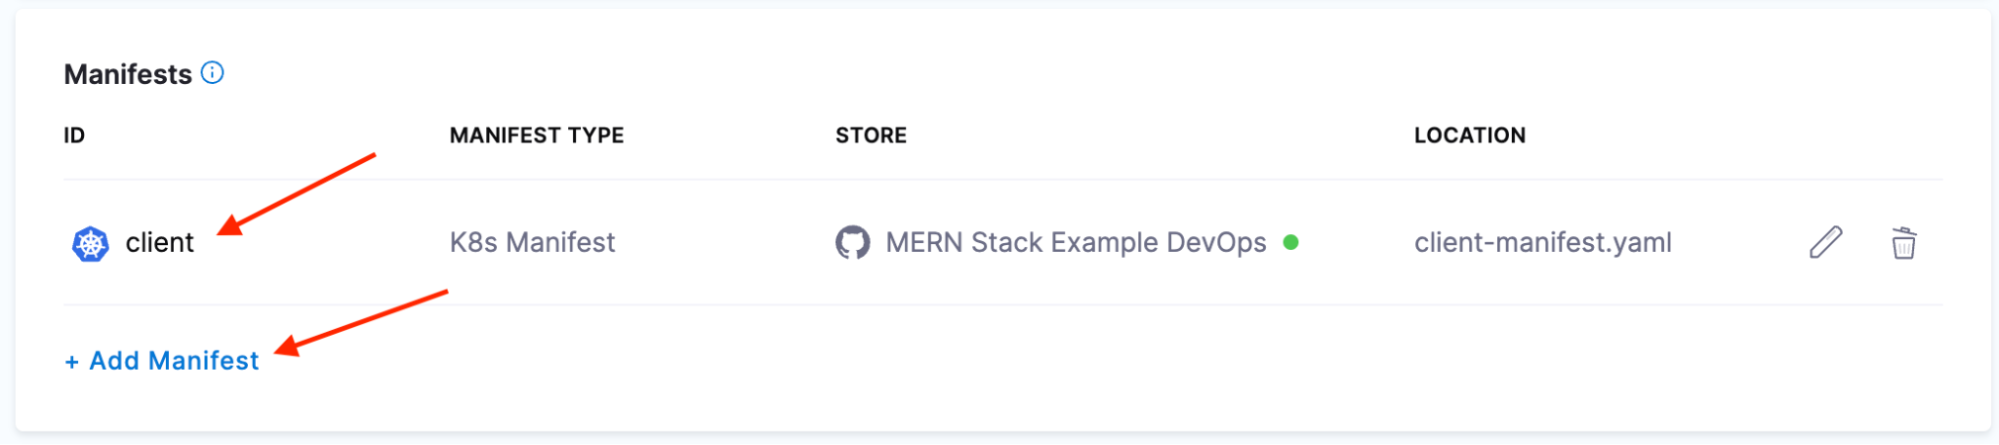 Manifests
ID MANIFEST TYPE STORE LOCATION
client K8s Manifest MERN Stack Example DevOps client-manifest.yaml
+ Add Manifest